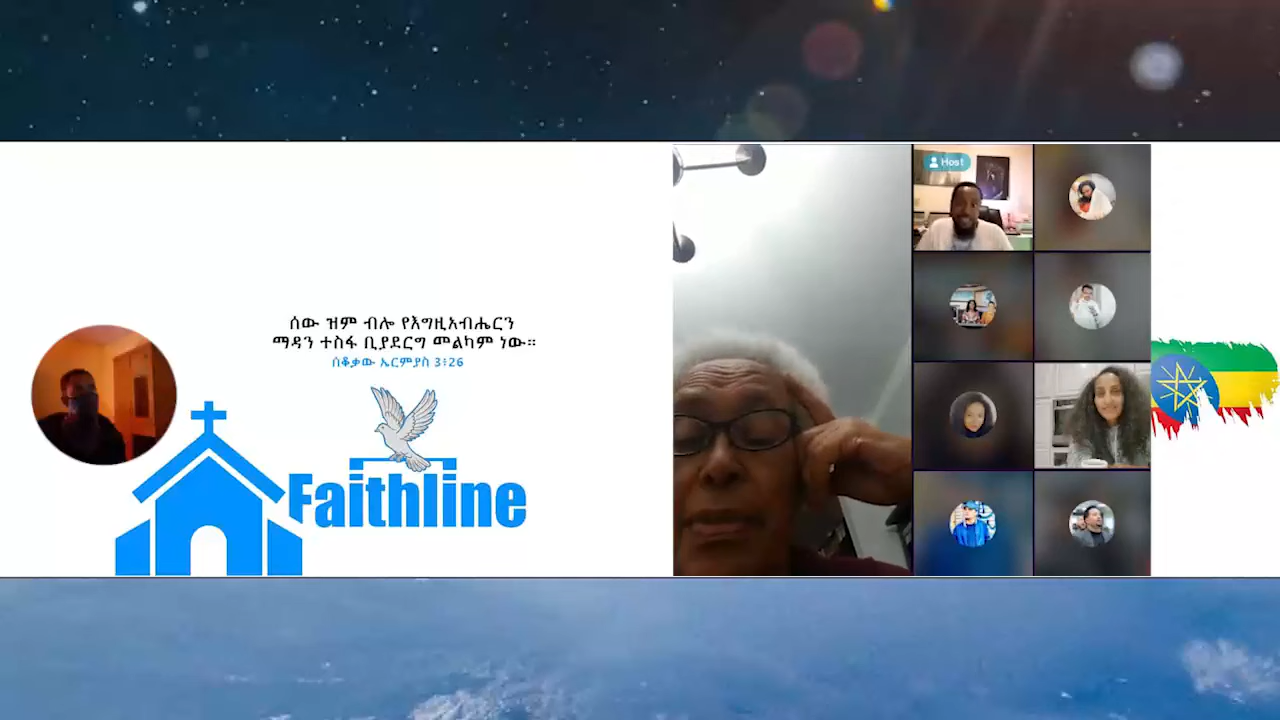 ሰው ዝም ብሎ የእግዚአብሔርን
ማዳን ተስፋ ቢያደርግ መልካም ነው።
ሰቆቃው ኤርምያስ 3፥26
Faithline
Host